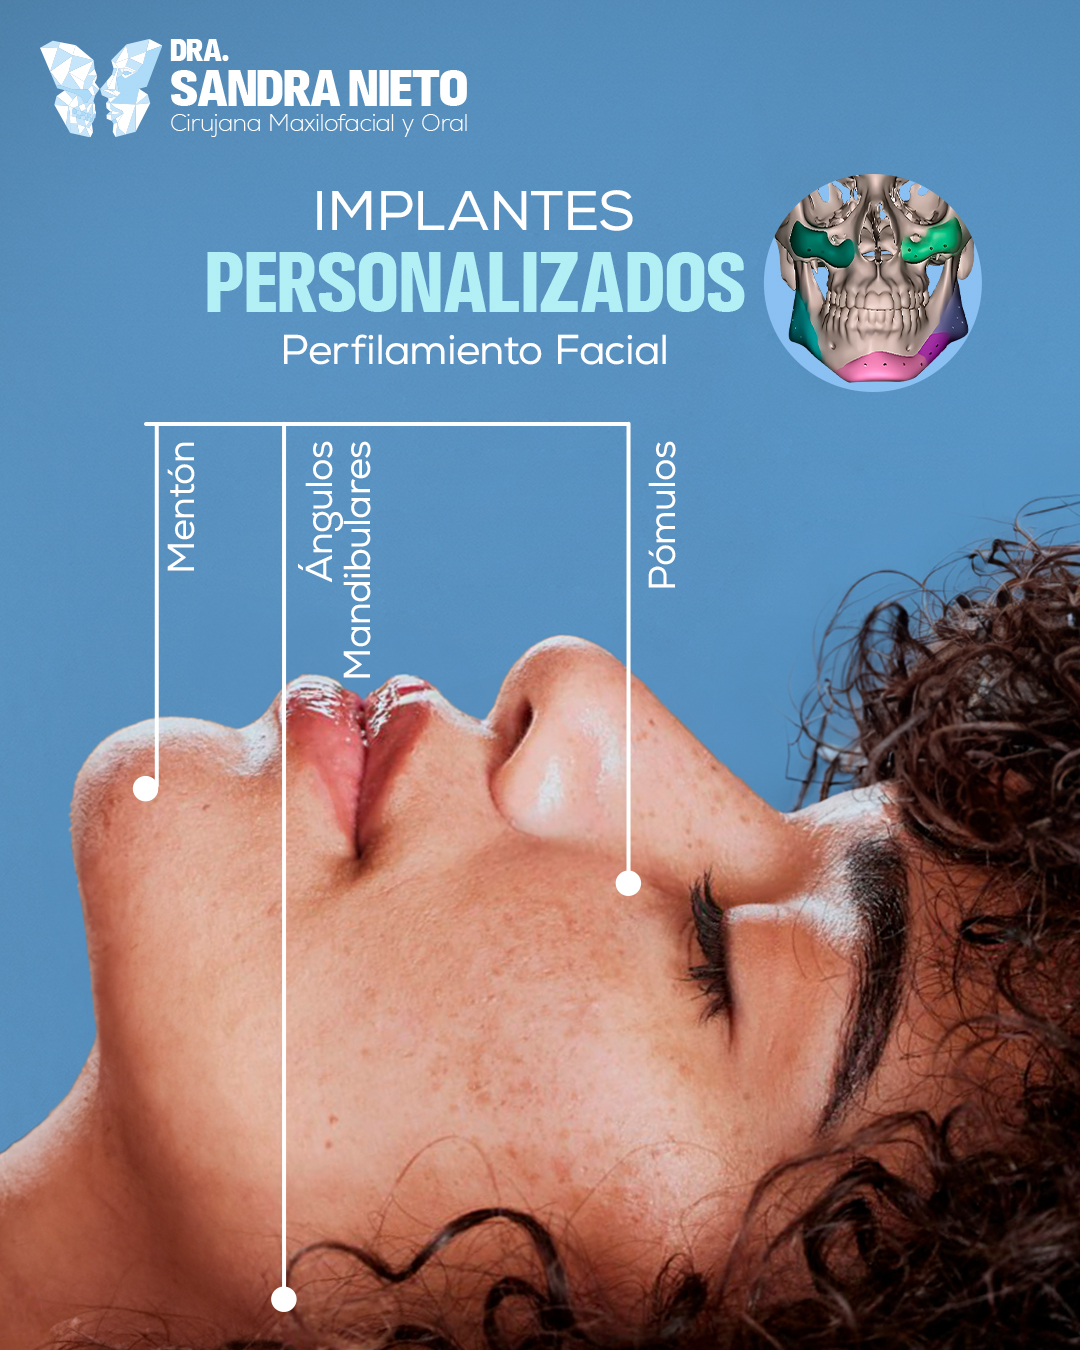 DRA.
SANDRA NIETO
Cirujana Maxilofacial y Oral
IMPLANTES
PERSONALIZADOS
Perfilamiento Facial
Mentón
Ángulos
Mandibulares
Pómulos